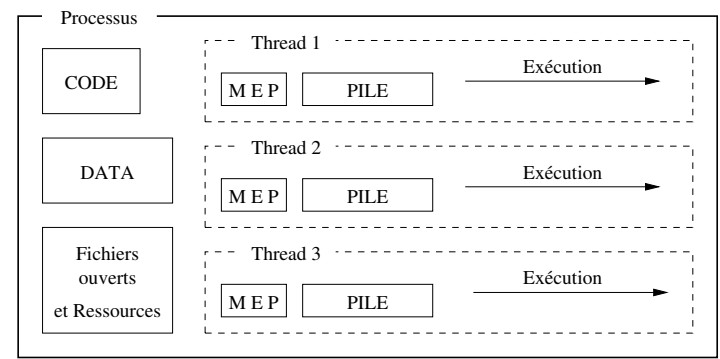 Processus
CODE
DATA
Fichiers
ouverts
et Ressources
Thread 1
M E P
PILE
Exécution
Thread 2
M E P
PILE
Exécution
Thread 3
M E P
PILE
Exécution